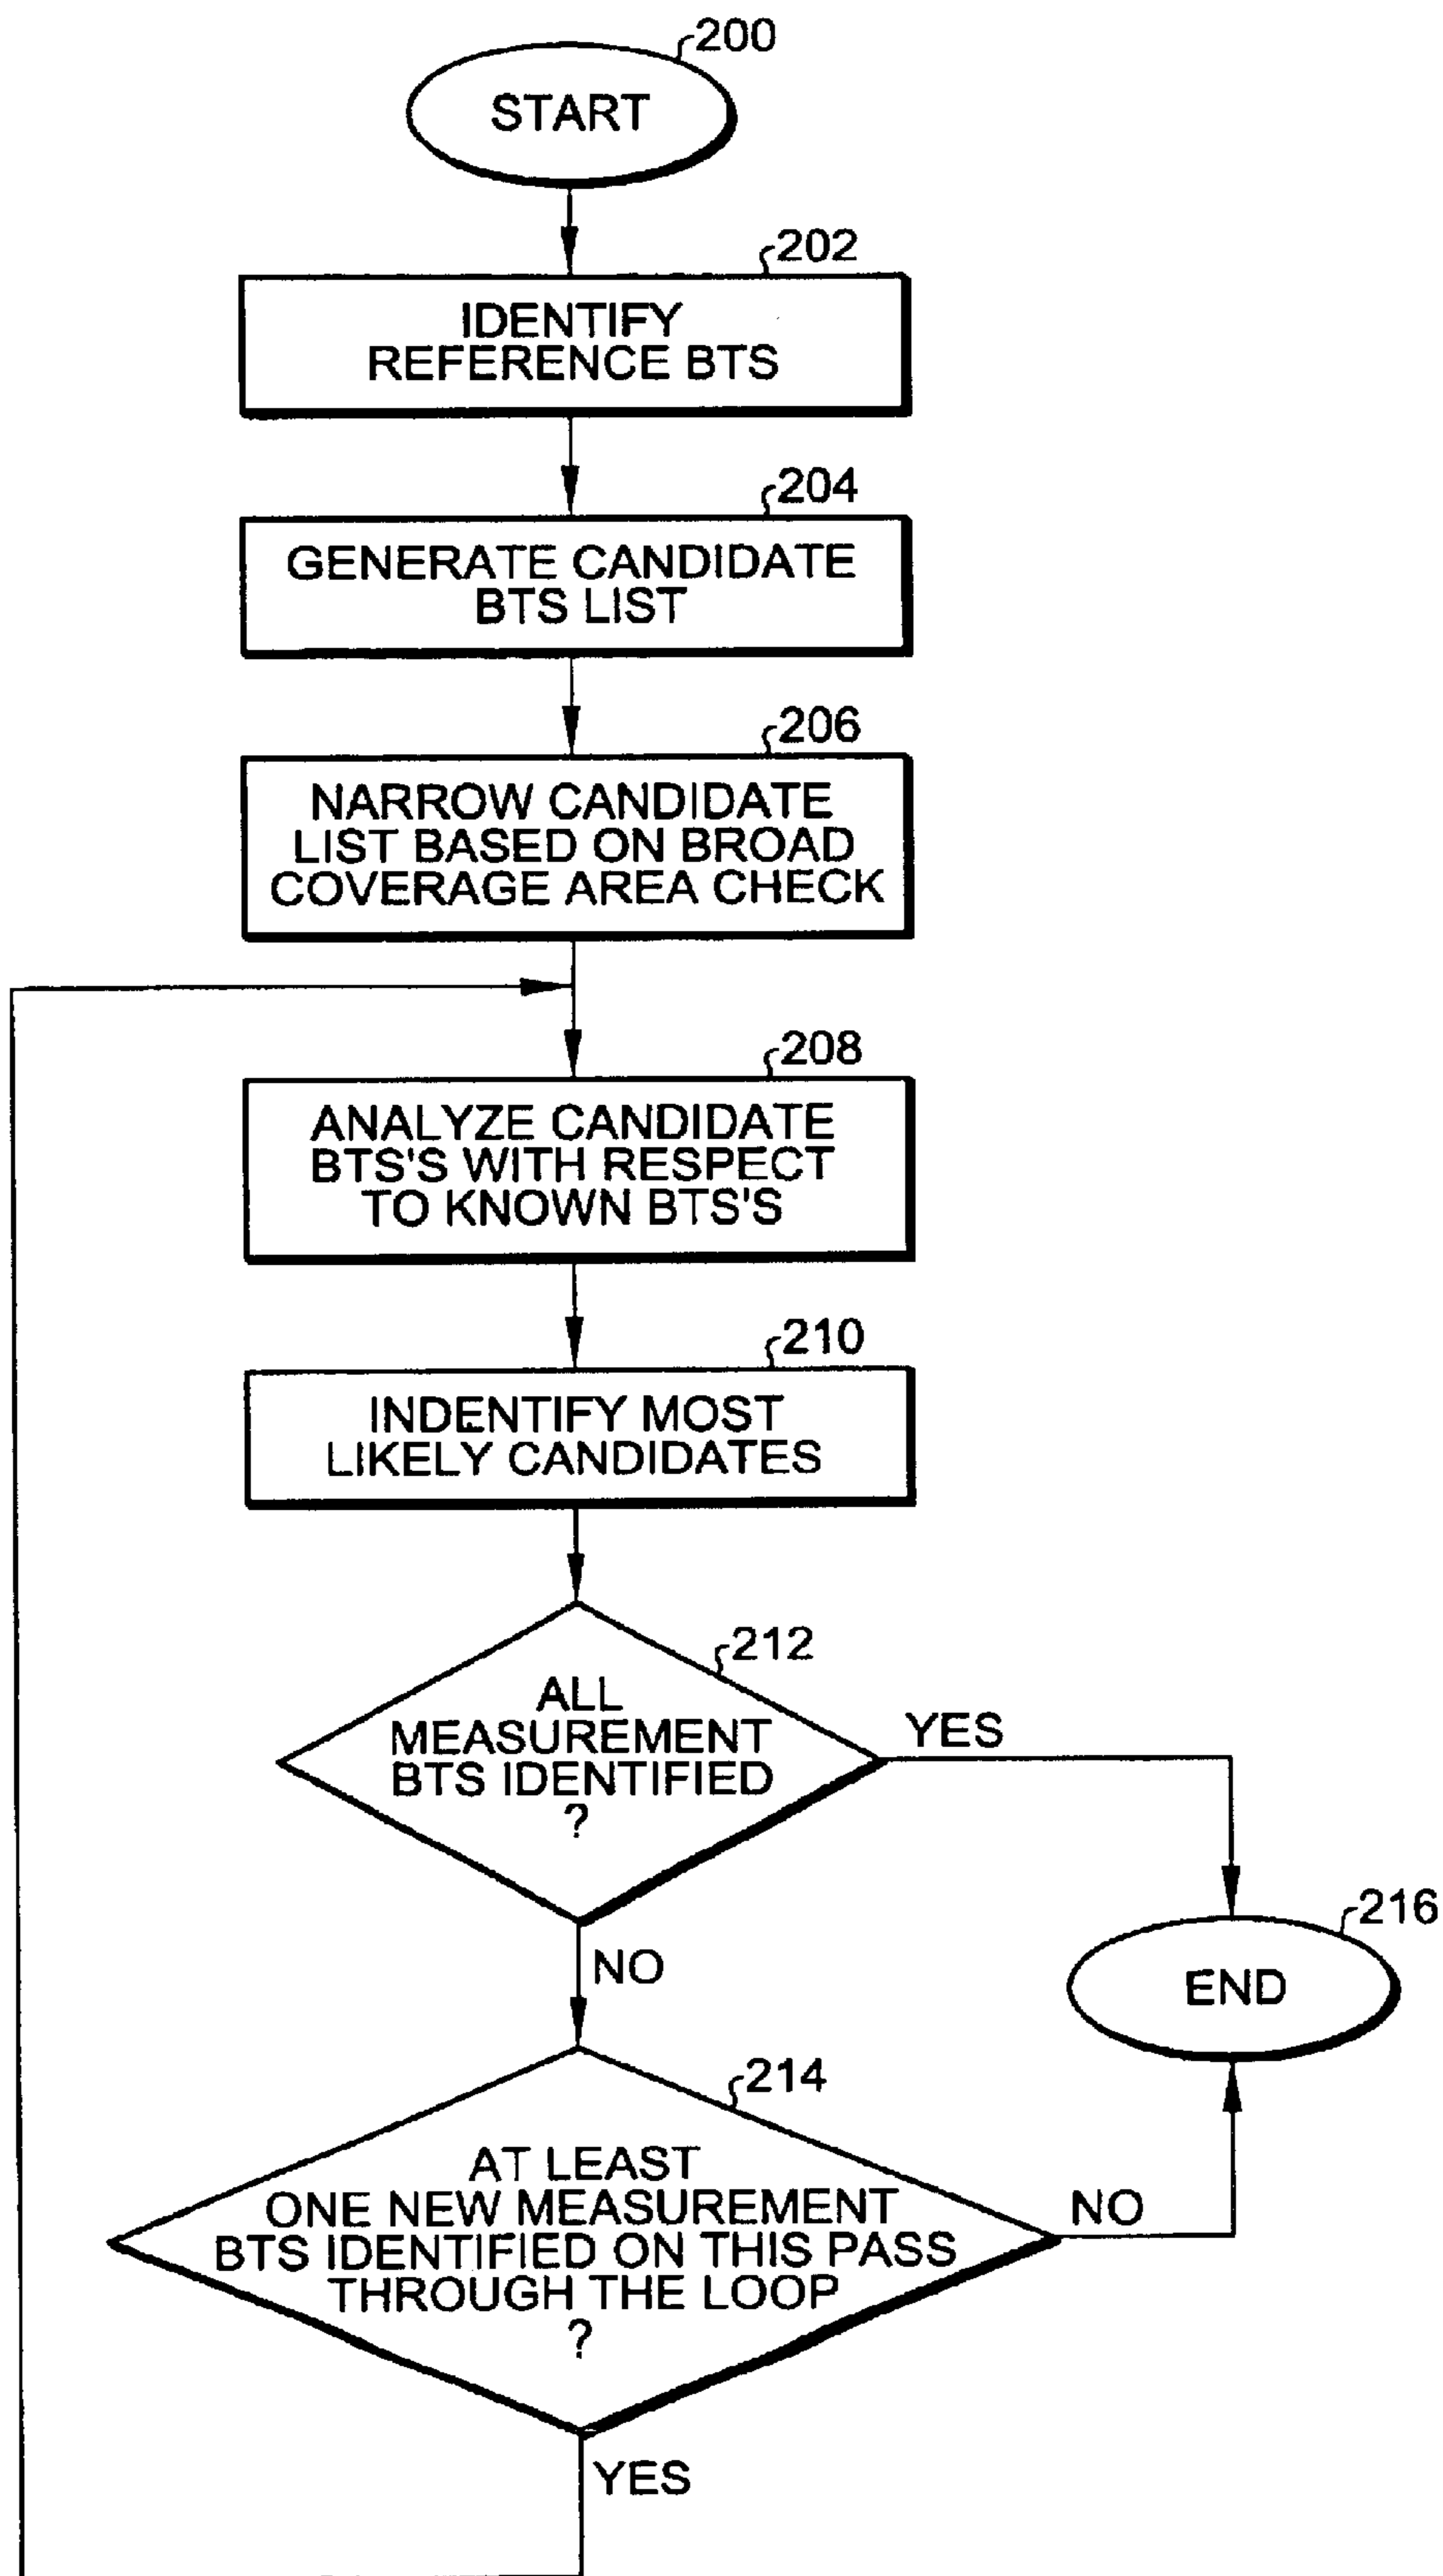 200
START
202
IDENTIFY
REFERENCE BTS
204
GENERATE CANDIDATE
BTS LIST
206
NARROW CANDIDATE
LIST BASED ON BROAD
COVERAGE AREA CHECK
208
ANALYZE CANDIDATE
BTS'S WITH RESPECT
TO KNOWN BTS'S
210
INDENTIFY MOST
LIKELY CANDIDATES
212
ALL
MEASUREMENT
BTS IDENTIFIED
?
YES
NO
216
END
214
AT LEAST
ONE NEW MEASUREMENT
BTS IDENTIFIED ON THIS PASS
THROUGH THE LOOP
?
NO
YES